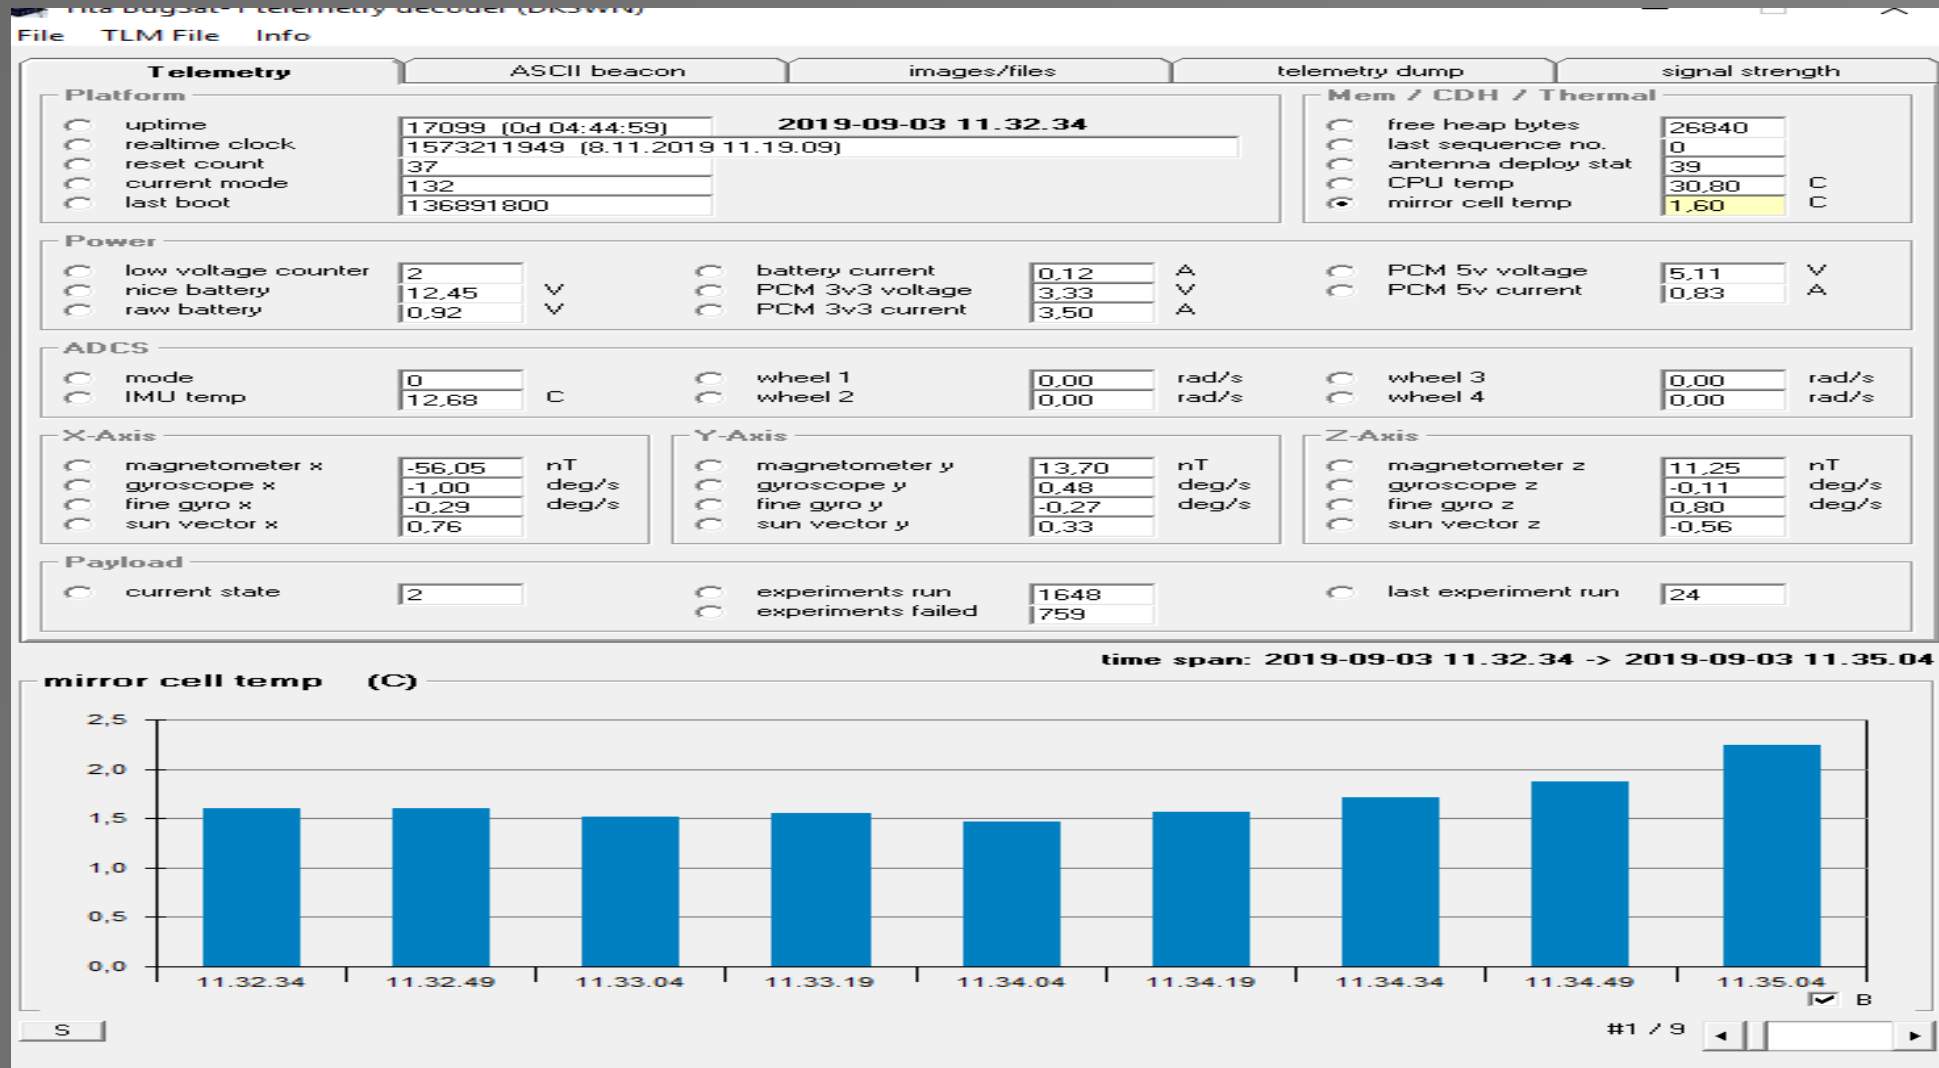 Tita BugSat-1 telemetry decoder (DK3WN)
File TLM File Info
Telemetry ASCII beacon images/files telemetry dump signal strength
Platform
uptime 17099 (0d 04:44:59) 2019-09-03 11.32.34
realtime clock 1573211949 (8.11.2019 11.19.09)
reset count 37
current mode 132
last boot 136891800
Mem / CDH / Thermal
free heap bytes 26840
last sequence no. 0
antenna deploy stat 39
CPU temp 30,80 C
mirror cell temp 1,60 C
Power
low voltage counter 2 battery current 0,12 A PCM 5v voltage 5,11 V
nice battery 12,45 V PCM 3v3 voltage 3,33 V PCM 5v current 0,83 A
raw battery 0,92 V PCM 3v3 current 3,50 A
ADCS
mode 0 wheel 1 0,00 rad/s wheel 3 0,00 rad/s
IMU temp 12,68 C wheel 2 0,00 rad/s wheel 4 0,00 rad/s
X-Axis
magnetometer x -56,05 nT
gyroscope x -1,00 deg/s
fine gyro x -0,29 deg/s
sun vector x 0,76
Y-Axis
magnetometer y 13,70 nT
gyroscope y 0,48 deg/s
fine gyro y -0,27 deg/s
sun vector y 0,33
Z-Axis
magnetometer z 11,25 nT
gyroscope z -0,11 deg/s
fine gyro z 0,80 deg/s
sun vector z -0,56
Payload
current state 2 experiments run 1648 last experiment run 24
experiments failed 759
time span: 2019-09-03 11.32.34 -> 2019-09-03 11.35.04
mirror cell temp (C)
2,5
2,0
1,5
1,0
0,5
0,0
11.32.34 11.32.49 11.33.04 11.33.19 11.34.04 11.34.19 11.34.34 11.34.49 11.35.04
B
S #1 / 9